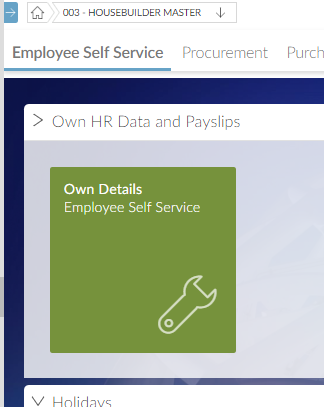 003 - HOUSEBUILDER MASTER
Employee Self Service Procurement Purch
Own HR Data and Payslips
Own Details
Employee Self Service
Holidays